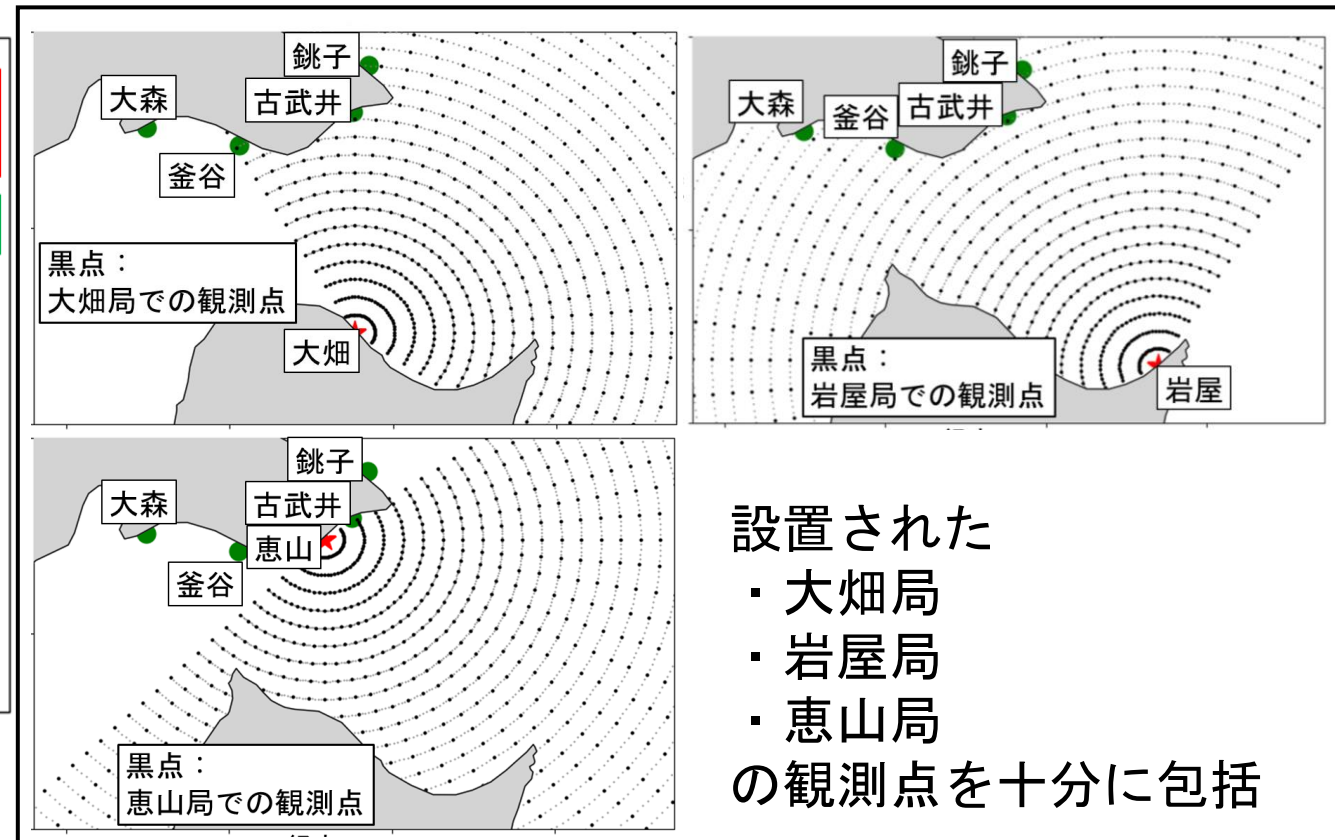 銚子
大森
古武井
釜谷
黒点：
大畑局での観測点
大畑
銚子
大森
釜谷
古武井
黒点：
岩屋局での観測点
岩屋
銚子
大森
古武井
恵山
釜谷
黒点：
恵山局での観測点
設置された
・大畑局
・岩屋局
・恵山局
の観測点を十分に包括